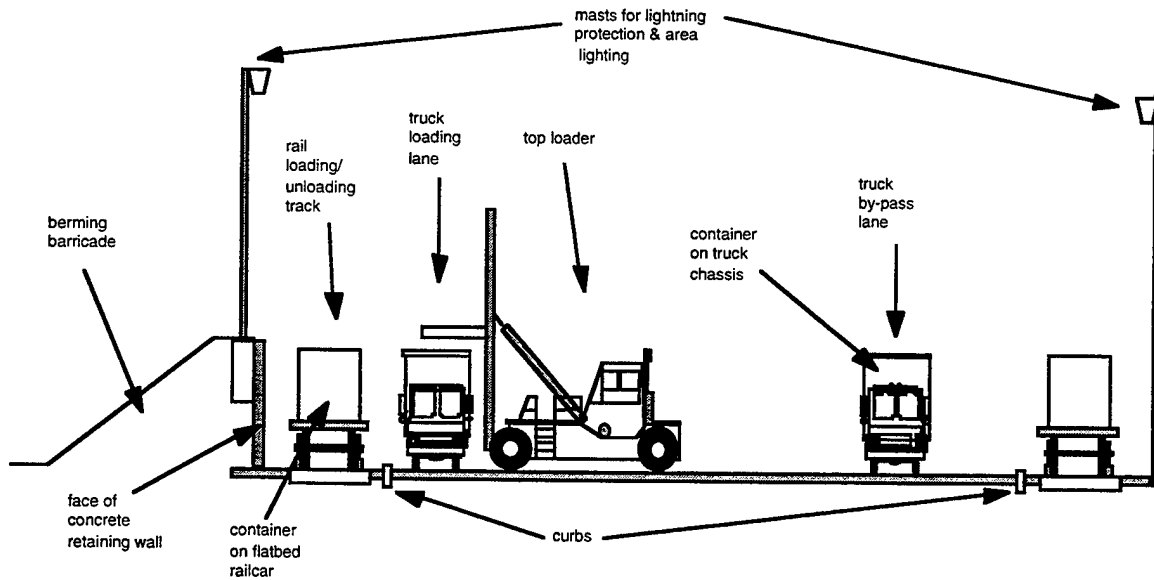 masts for lightning
protection & area
lighting
truck
loading
lane
top loader
rail
loading/
unloading
track
truck
by-pass
lane
berming
barricade
container
on truck
chassis
face of
concrete
retaining wall
container
on flatbed
railcar
curbs